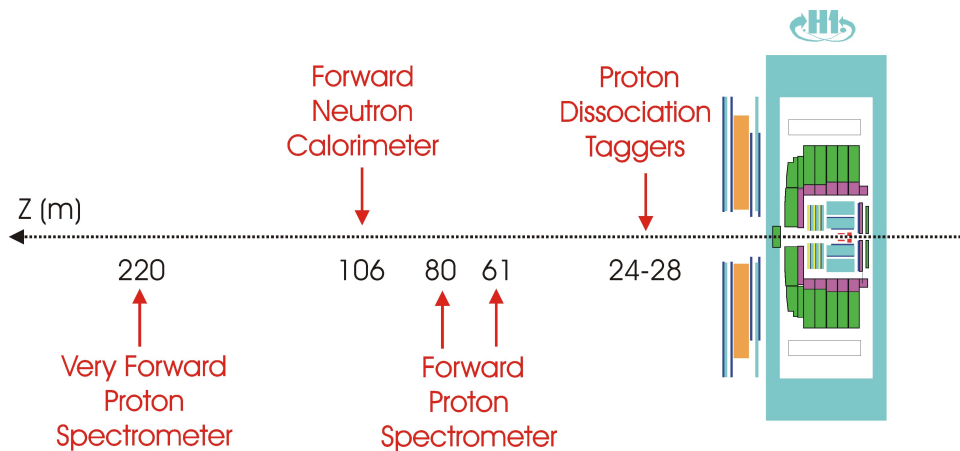 H1
Forward
Neutron
Calorimeter
Proton
Dissociation
Taggers
Z (m)
220
106
80
61
24-28
Very Forward
Proton
Spectrometer
Forward
Proton
Spectrometer